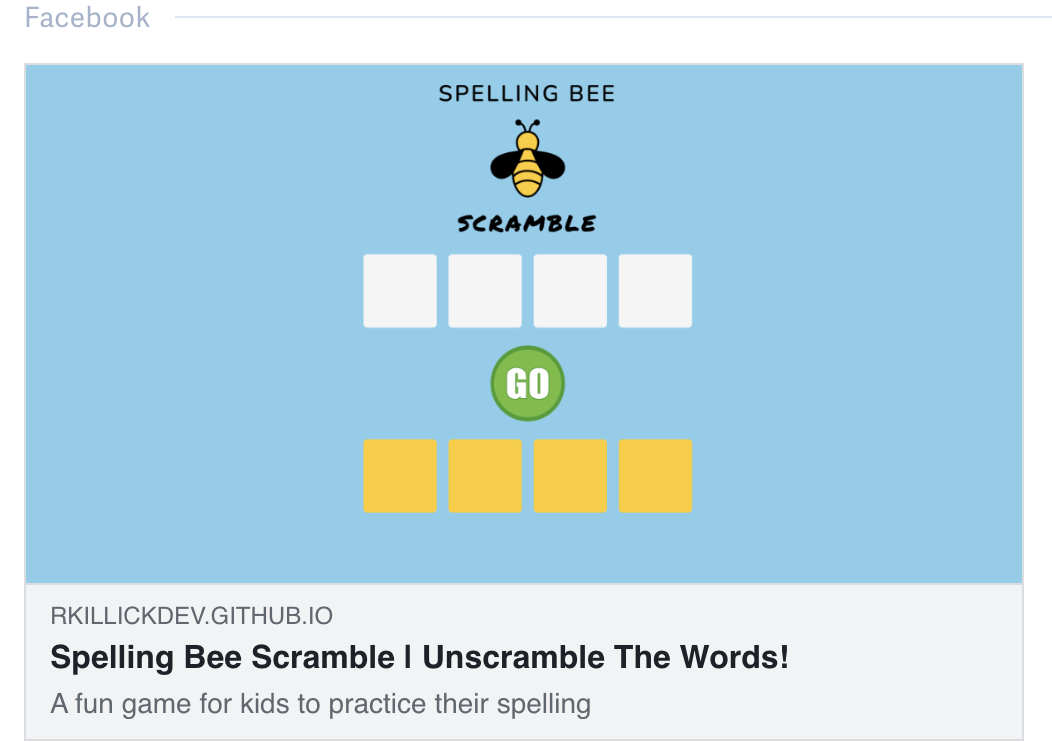 Facebook
SPELLING BEE
SCRAMBLE
GO
RKILLICKDEV.GITHUB.IO
Spelling Bee Scramble | Unscramble The Words!
A fun game for kids to practice their spelling